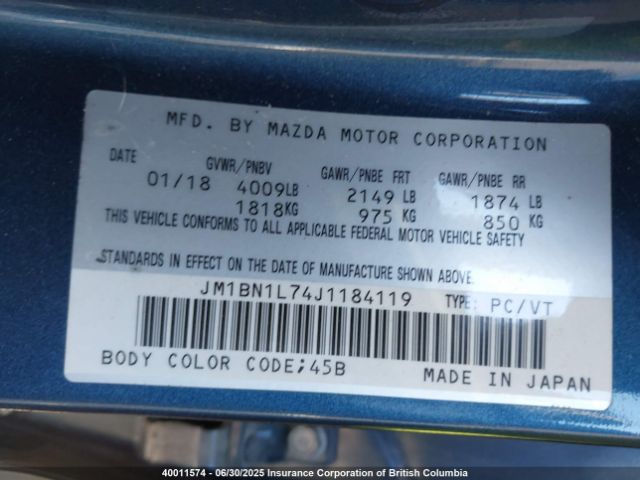 MFD. BY MAZDA MOTOR CORPORATION
DATE GVWR/PNBV GAWR/PNBE FRT GAWR/PNBE RR
01/18 4009LB 2149 LB 1874 LB
1818KG 975 KG 850 KG
THIS VEHICLE CONFORMS TO ALL APPLICABLE FEDERAL MOTOR VEHICLE SAFETY
STANDARDS IN EFFECT ON THE DATE OF MANUFACTURE SHOWN ABOVE.
JM1BN1L74J1184119 TYPE: PC/VT
BODY COLOR CODE;45B MADE IN JAPAN
40011574 - 06/30/2025 Insurance Corporation of British Columbia